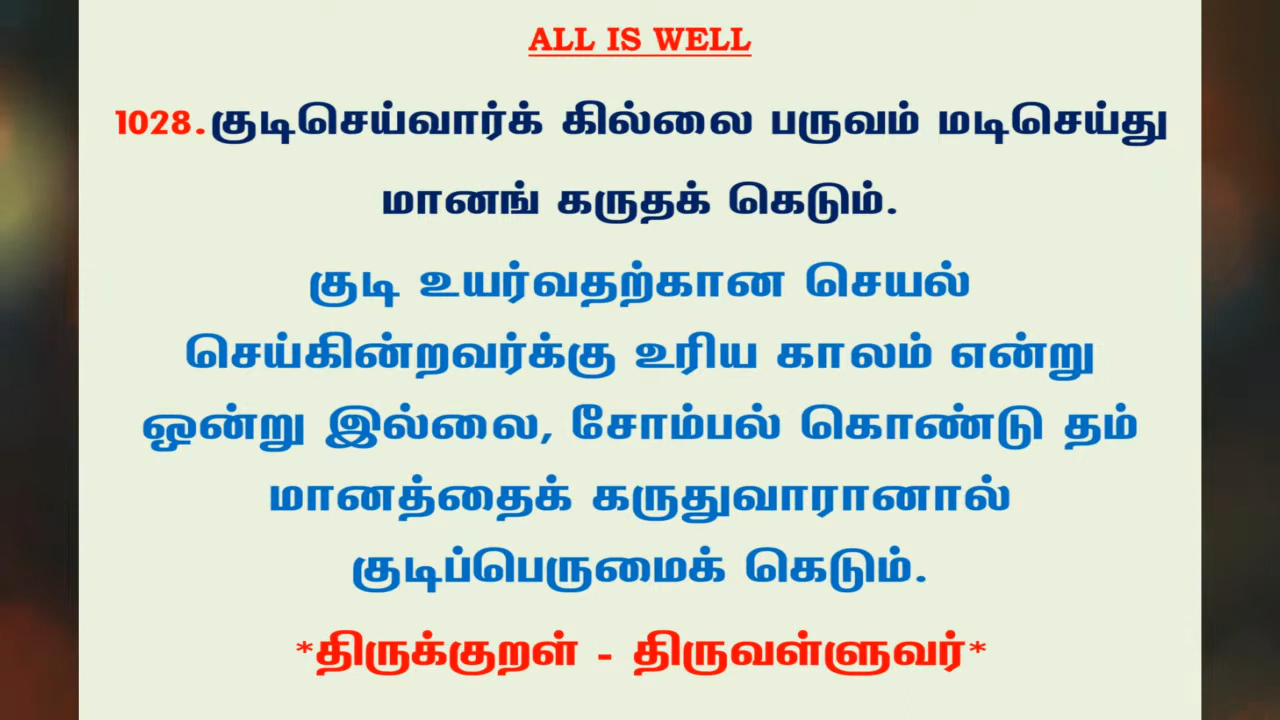 ALL IS WELL
1028.குடிசெய்வார்க் கில்லை பருவம் மடிசெய்து
மானங் கருதக் கெடும்.
குடி உயர்வதற்கான செயல்
செய்கின்றவர்க்கு உரிய காலம் என்று
ஒன்று இல்லை, சோம்பல் கொண்டு தம்
மானத்தைக் கருதுவாரானால்
குடிப்பெருமைக் கெடும்.
*திருக்குறள் - திருவள்ளுவர்*